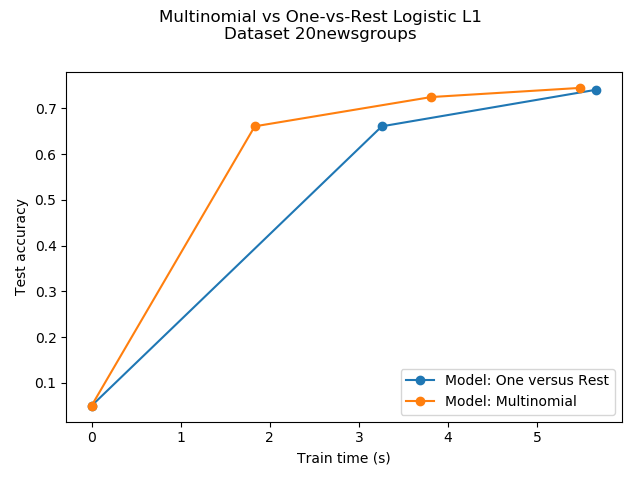 Multinomial vs One-vs-Rest Logistic L1
Dataset 20newsgroups
0.7
0.6
0.5
0.4
0.3
0.2
0.1
Test accuracy
Model: One versus Rest
Model: Multinomial
0 1 2 3 4 5
Train time (s)